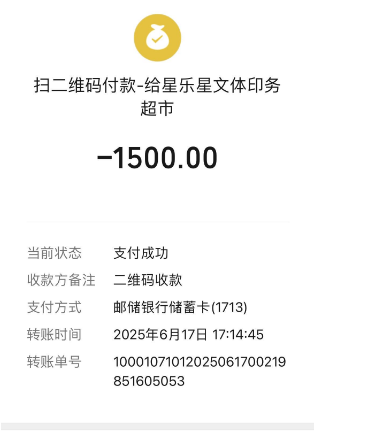 扫二维码付款-给星乐星文体印务
超市
-1500.00
当前状态 支付成功
收款方备注 二维码收款
支付方式 邮储银行储蓄卡(1713)
转账时间 2025年6月17日 17:14:45
转账单号 10001071012025061700219
851605053